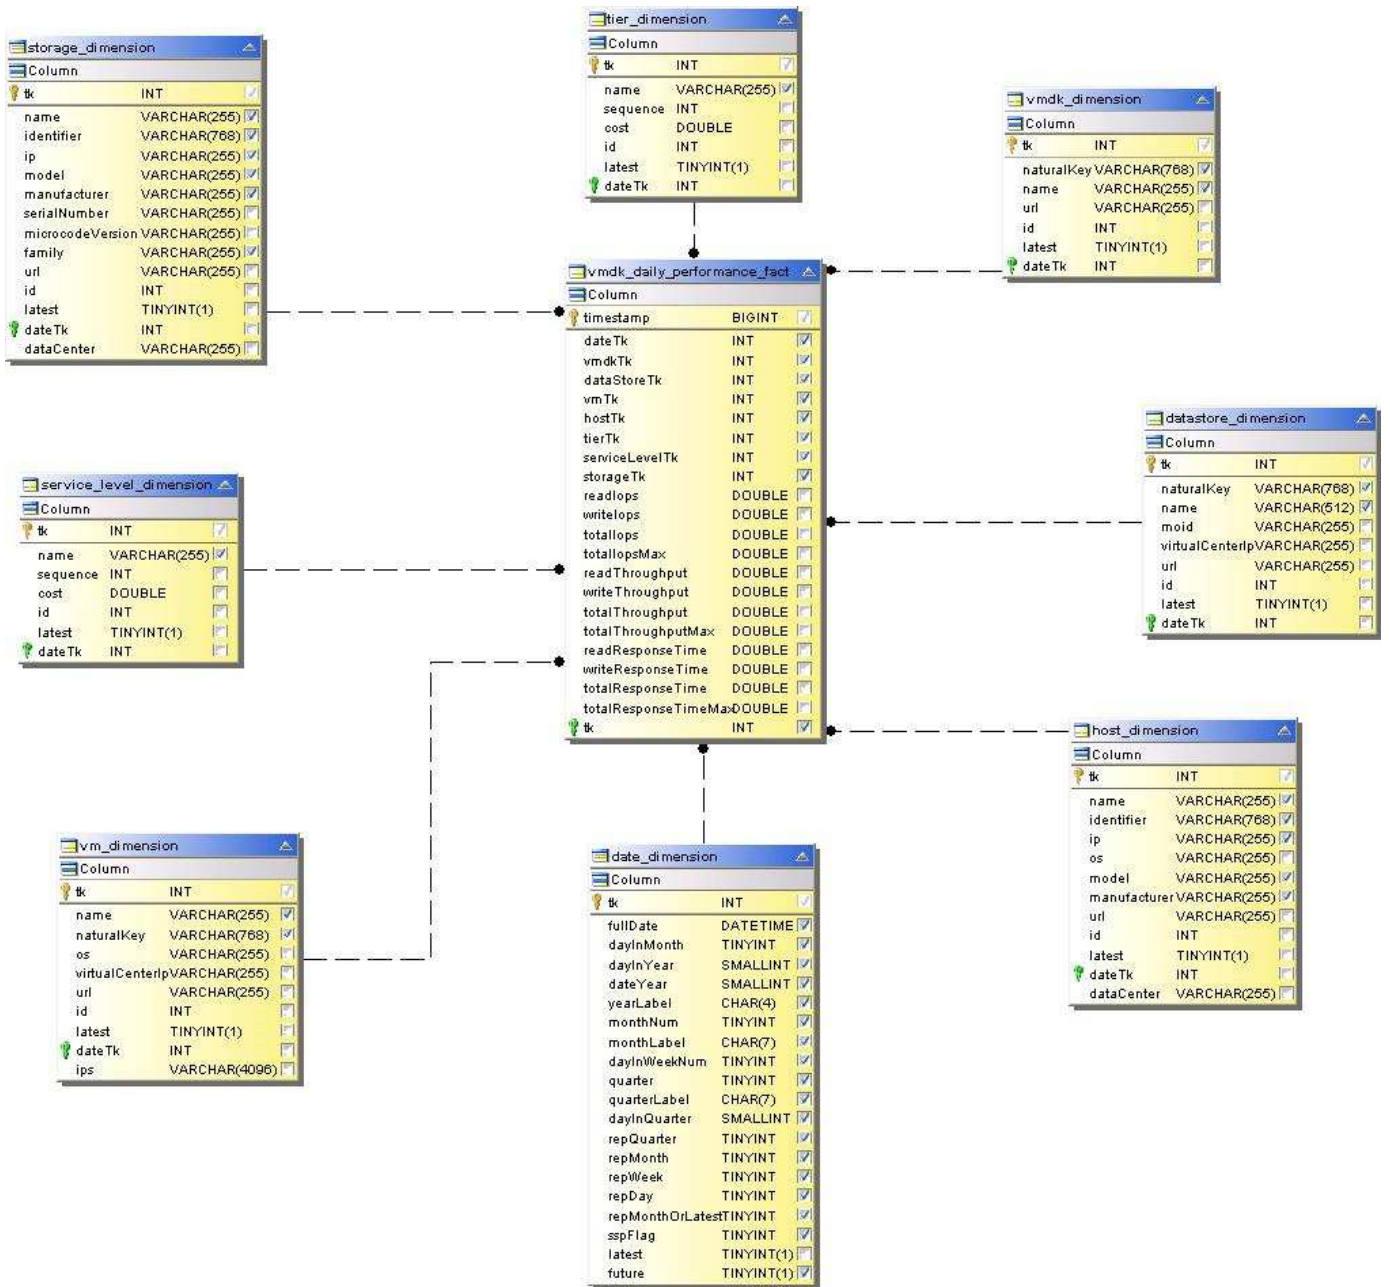 tier_dimension
Column
tk INT
name VARCHAR(255)
sequence INT
cost DOUBLE
id INT
latest TINYINT(1)
dateTk INT
storage_dimension
Column
tk INT
name VARCHAR(255)
identifier VARCHAR(768)
ip VARCHAR(255)
model VARCHAR(255)
manufacturer VARCHAR(255)
serialNumber VARCHAR(255)
microcodeVersion VARCHAR(255)
family VARCHAR(255)
url VARCHAR(255)
id INT
latest TINYINT(1)
dateTk INT
dataCenter VARCHAR(255)
vmdk_dimension
Column
tk INT
naturalKey VARCHAR(768)
name VARCHAR(255)
url VARCHAR(255)
id INT
latest TINYINT(1)
dateTk INT
vmdk_daily_performance_fact
Column
timestamp BIGINT
dateTk INT
vmdkTk INT
dataStoreTk INT
vmTk INT
hostTk INT
tierTk INT
serviceLevelTk INT
storageTk INT
readIops DOUBLE
writeIops DOUBLE
totalIops DOUBLE
totalIopsMax DOUBLE
readThroughput DOUBLE
writeThroughput DOUBLE
totalThroughput DOUBLE
totalThroughputMax DOUBLE
readResponseTime DOUBLE
writeResponseTime DOUBLE
totalResponseTime DOUBLE
totalResponseTimeMax DOUBLE
tk INT
datastore_dimension
Column
tk INT
naturalKey VARCHAR(768)
name VARCHAR(512)
moid VARCHAR(255)
virtualCenterIp VARCHAR(255)
url VARCHAR(255)
id INT
latest TINYINT(1)
dateTk INT
service_level_dimension
Column
tk INT
name VARCHAR(255)
sequence INT
cost DOUBLE
id INT
latest TINYINT(1)
dateTk INT
host_dimension
Column
tk INT
name VARCHAR(255)
identifier VARCHAR(768)
ip VARCHAR(255)
os VARCHAR(255)
model VARCHAR(255)
manufacturer VARCHAR(255)
url VARCHAR(255)
id INT
latest TINYINT(1)
dateTk INT
dataCenter VARCHAR(255)
vm_dimension
Column
tk INT
name VARCHAR(255)
naturalKey VARCHAR(768)
os VARCHAR(255)
virtualCenterIp VARCHAR(255)
url VARCHAR(255)
id INT
latest TINYINT(1)
dateTk INT
ips VARCHAR(4096)
date_dimension
Column
tk INT
fullDate DATETIME
dayInMonth TINYINT
dayInYear SMALLINT
dateYear SMALLINT
yearLabel CHAR(4)
monthNum TINYINT
monthLabel CHAR(7)
dayInWeekNum TINYINT
quarter TINYINT
quarterLabel CHAR(7)
dayInQuarter SMALLINT
repQuarter TINYINT
repMonth TINYINT
repWeek TINYINT
repDay TINYINT
repMonthOrLatest TINYINT
sspFlag TINYINT
latest TINYINT(1)
future TINYINT(1)